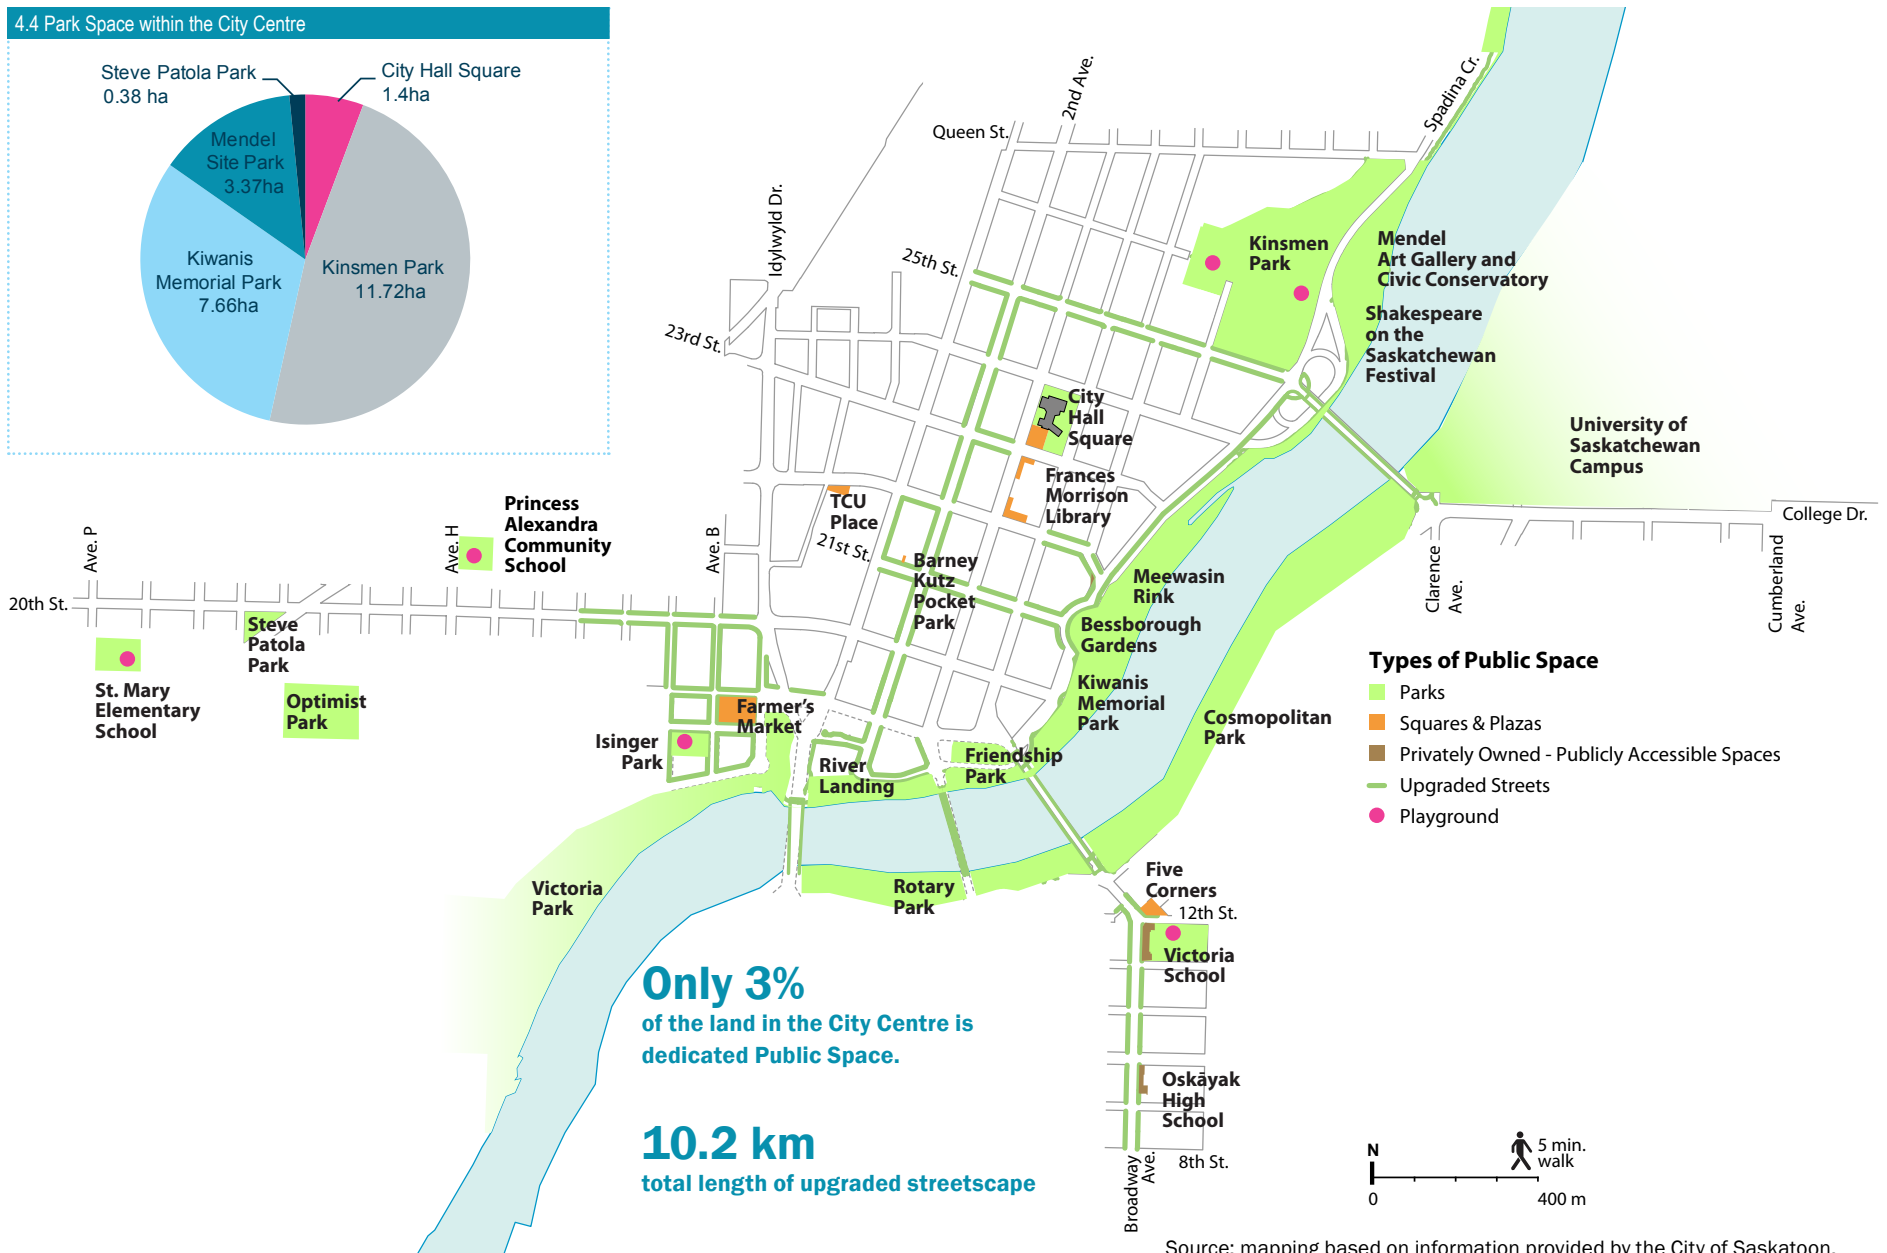 4.4 Park Space within the City Centre
Steve Patola Park
0.38 ha
City Hall Square
1.4ha
Mendel
Site Park
3.37ha
Kiwanis
Memorial Park
7.66ha
Kinsmen Park
11.72ha
Queen St.
2nd Ave.
Spadina Cr.
Idylwyld Dr.
25th St.
23rd St.
Kinsmen
Park
Mendel
Art Gallery and
Civic Conservatory
Shakespeare
on the
Saskatchewan
Festival
City
Hall
Square
University of
Saskatchewan
Campus
Frances
Morrison
Library
TCU
Place
21st St.
Princess
Alexandra
Community
School
Ave. P
Ave. H
Ave. B
College Dr.
Clarence
Ave.
Cumberland
Ave.
Barney
Kutz
Pocket
Park
Meewasin
Rink
Bessborough
Gardens
20th St.
Steve
Patola
Park
St. Mary
Elementary
School
Optimist
Park
Kiwanis
Memorial
Park
Cosmopolitan
Park
Farmer's
Market
Isinger
Park
River
Landing
Friendship
Park
Types of Public Space
Parks
Squares & Plazas
Privately Owned - Publicly Accessible Spaces
Upgraded Streets
Playground
Victoria
Park
Rotary
Park
Five
Corners
12th St.
Victoria
School
Only 3%
of the land in the City Centre is
dedicated Public Space.
Oskāyak
High
School
10.2 km
total length of upgraded streetscape
Broadway
Ave.
8th St.
N
5 min.
walk
0
400 m
Source: mapping based on information provided by the City of Saskatoon.